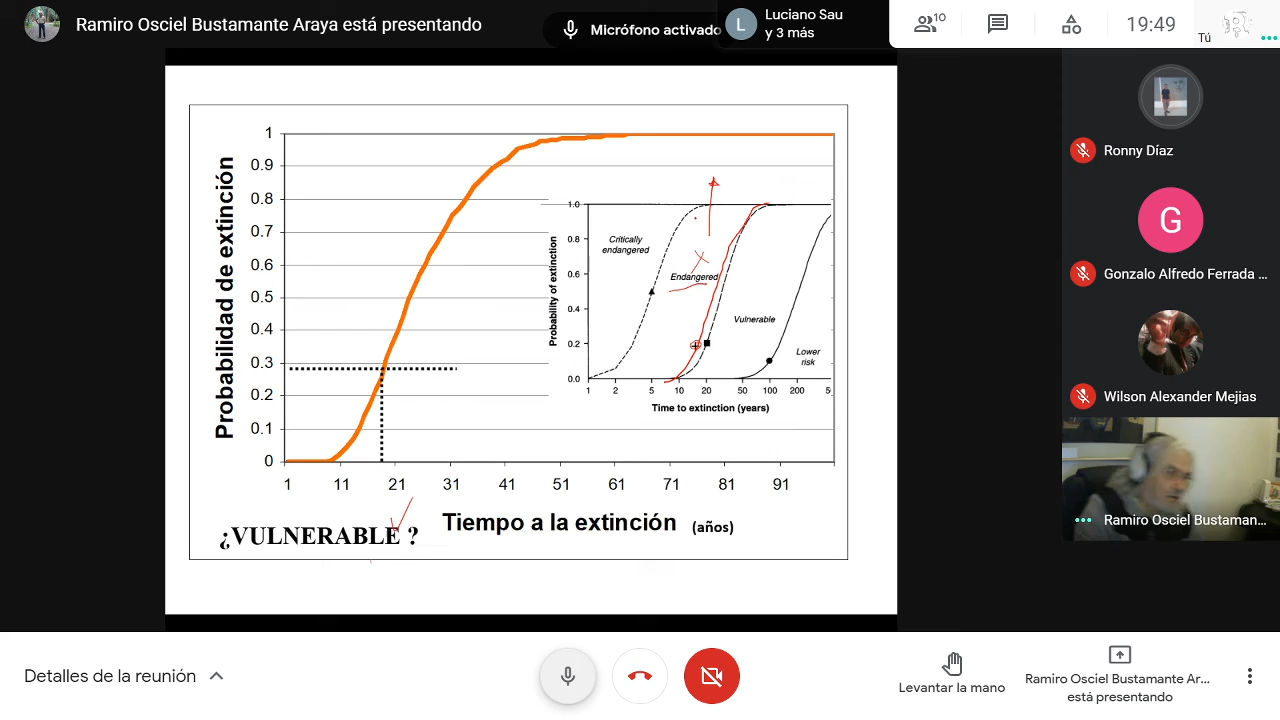 Ramiro Osciel Bustamante Araya está presentando
Micrófono activado
L
Luciano Sau
y 3 más
10
19:49
Tú
Ronny Díaz
G
Gonzalo Alfredo Ferrada ...
Wilson Alexander Mejias
Ramiro Osciel Bustaman...
Probabilidad de extinción
1
0.9
0.8
0.7
0.6
0.5
0.4
0.3
0.2
0.1
0
1 11 21 31 41 51 61 71 81 91
Tiempo a la extinción (años)
¿VULNERABLE ?
Probability of extinction
1.0
0.8
0.6
0.4
0.2
0.0
Critically
endangered
Endangered
Vulnerable
Lower
risk
1 2 5 10 20 50 100 200 5
Time to extinction (years)
Detalles de la reunión
Levantar la mano
Ramiro Osciel Bustamante Ar...
está presentando